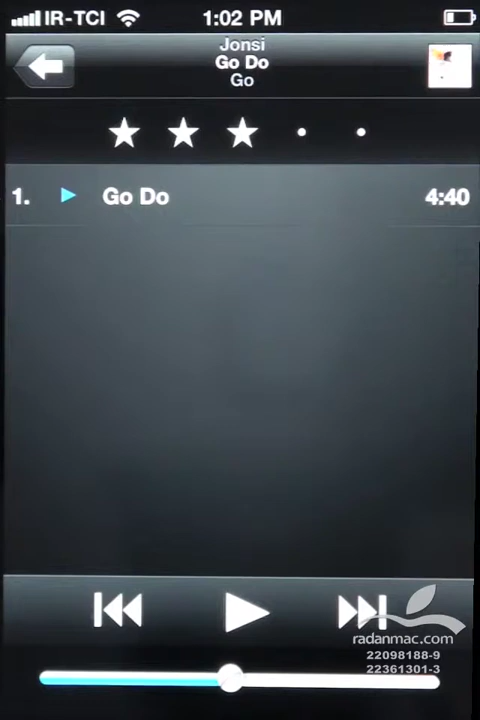 IR-TCI 1:02 PM
Jonsi
Go Do
Go
1. Go Do 4:40
radanmac.com
22098188-9
22361301-3